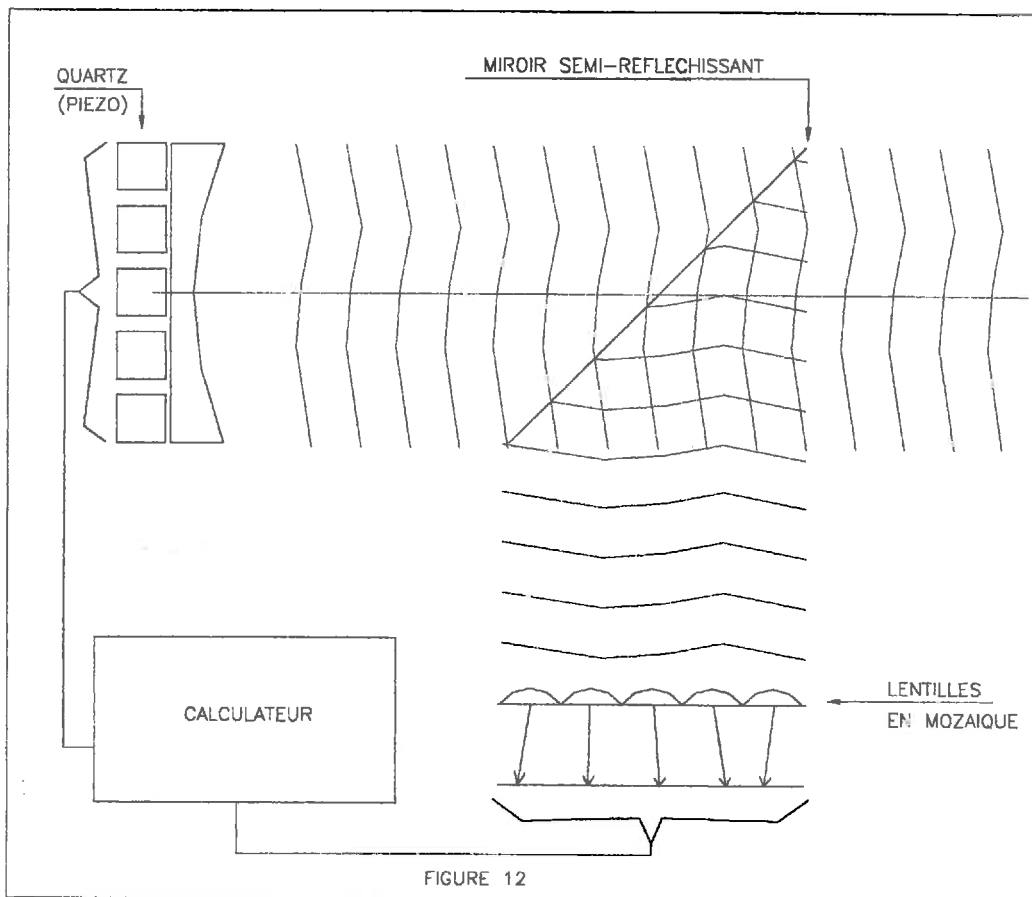 MIROIR SEMI-REFLECHISSANT
QUARTZ
(PIEZO)
CALCULATEUR
LENTILLES
EN MOZAIQUE
FIGURE 12